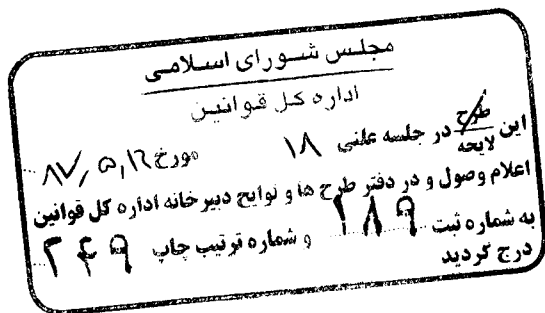 مجلس شورای اسلامی
اداره کل قوانین
این طرح لایحه در جلسه علنی ۱۸ مورخ ۸۷,۵,۱۲
اعلام وصول و در دفتر طرح ها و لوایح دبیرخانه اداره کل قوانین
به شماره ثبت ۱۸۹ و شماره ترتیب چاپ ۲۴۹
درج گردید